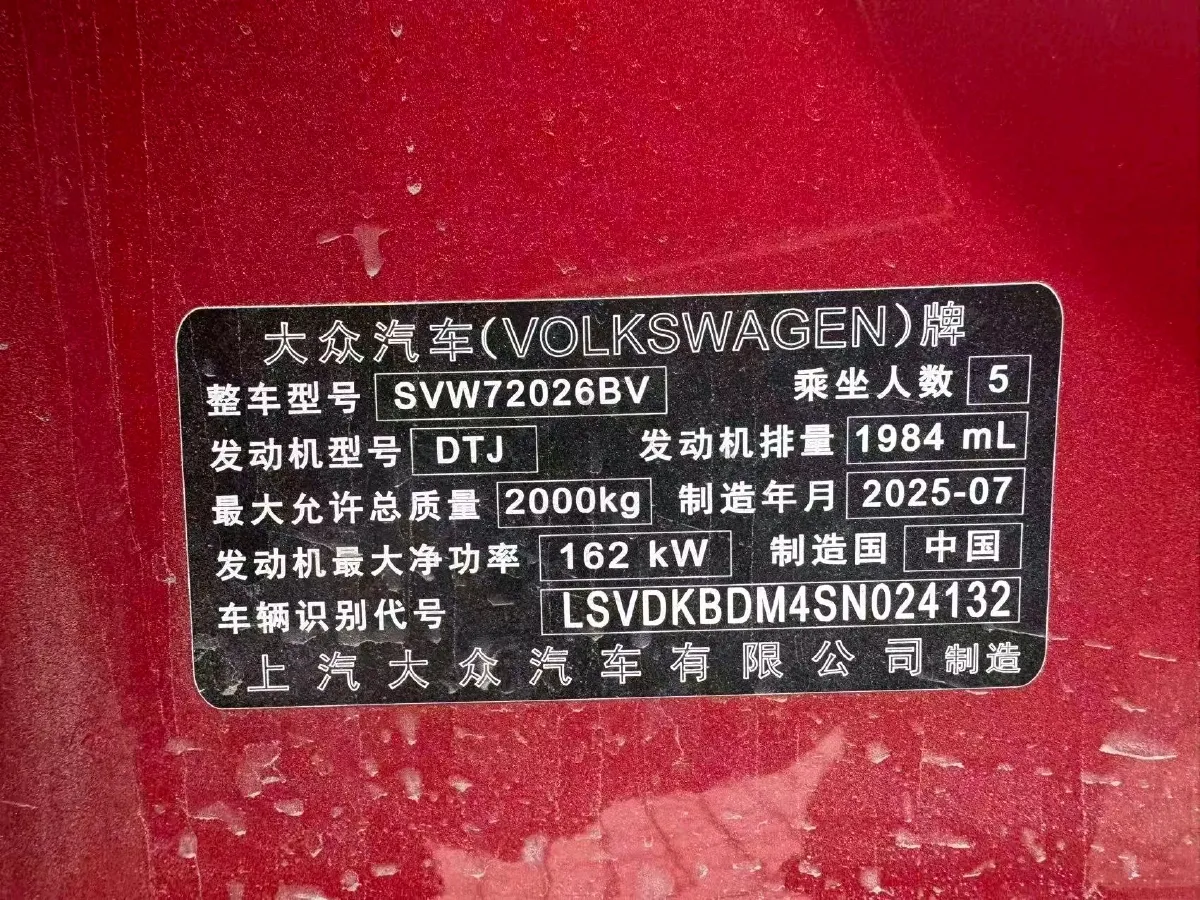 大众汽车(VOLKSWAGEN)牌
整车型号 SVW72026BV 乘坐人数 5
发动机型号 DTJ 发动机排量 1984 mL
最大允许总质量 2000kg 制造年月 2025-07
发动机最大净功率 162 kW 制造国 中国
车辆识别代号 LSVDKBDM4SN024132
上汽大众汽车有限公司制造